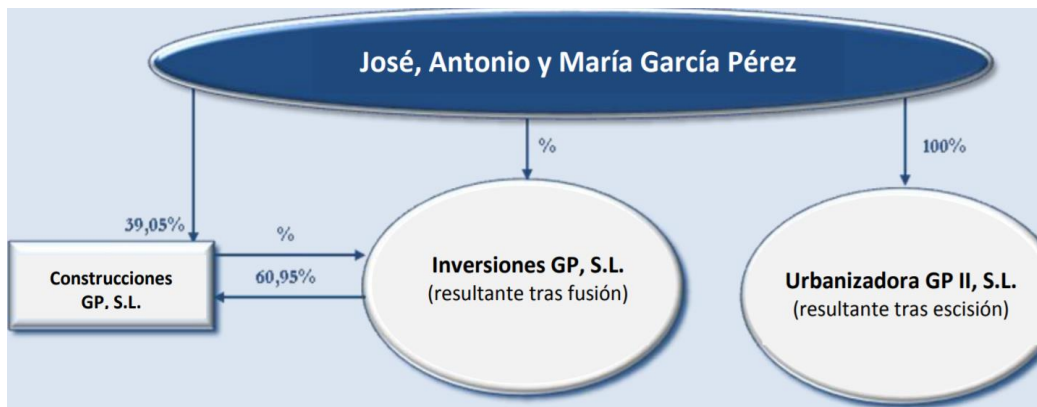 José, Antonio y María García Pérez
%
100%
39,05%
%
60,95%
Construcciones
GP, S.L.
Inversiones GP, S.L.
(resultante tras fusión)
Urbanizadora GP II, S.L.
(resultante tras escisión)